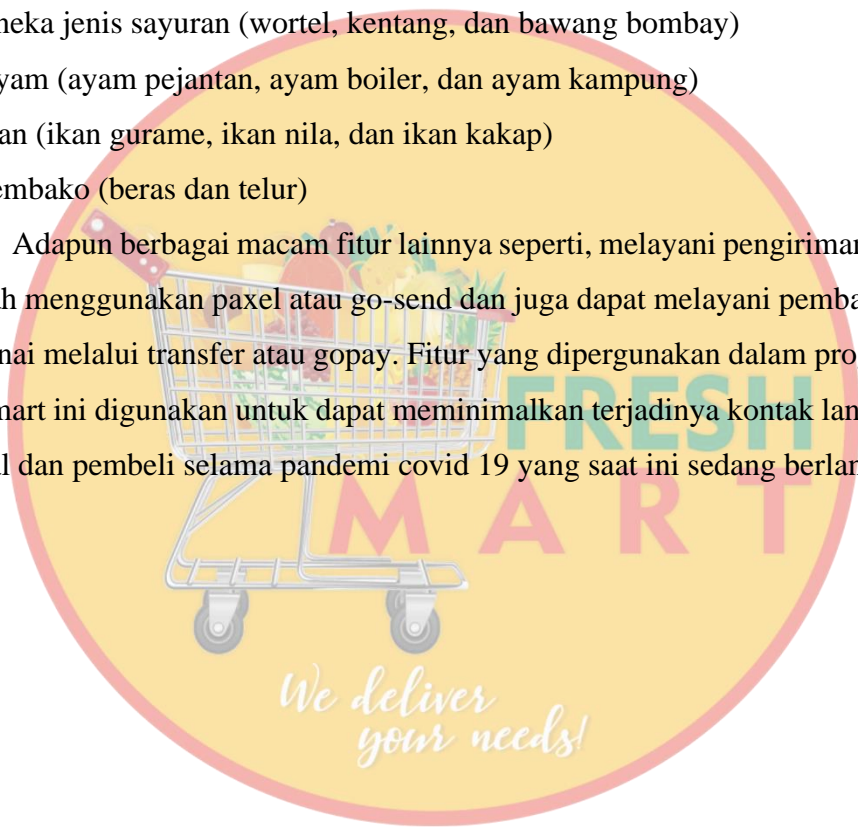 neka jenis sayuran (wortel, kentang, dan bawang bombay)
yam (ayam pejantan, ayam boiler, dan ayam kampung)
an (ikan gurame, ikan nila, dan ikan kakap)
embako (beras dan telur)
Adapun berbagai macam fitur lainnya seperti, melayani pengiriman
ah menggunakan paxel atau go-send dan juga dapat melayani pemba
nai melalui transfer atau gopay. Fitur yang dipergunakan dalam pro
mart ini digunakan untuk dapat meminimalkan terjadinya kontak lan
al dan pembeli selama pandemi covid 19 yang saat ini sedang berlan
FRESH
MART
We deliver
your needs!